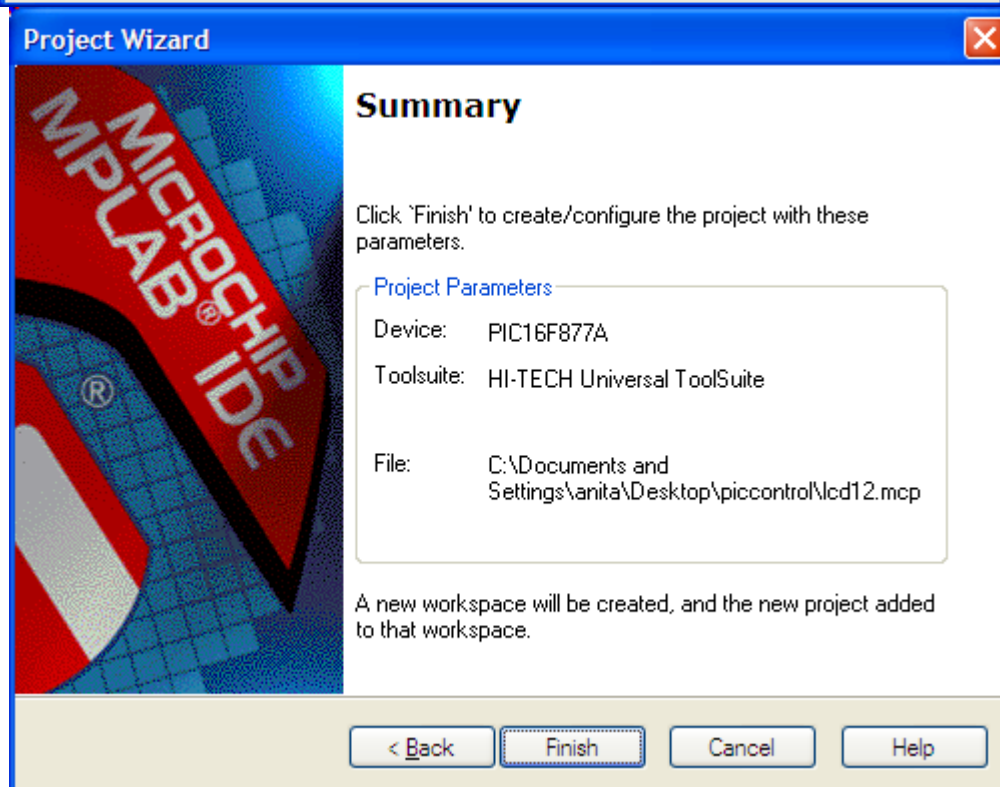 Project Wizard
MICROCHIP
MPLAB® IDE
®
Summary
Click `Finish' to create/configure the project with these
parameters.
Project Parameters
Device: PIC16F877A
Toolsuite: HI-TECH Universal ToolSuite
File: C:\Documents and
Settings\anita\Desktop\piccontrol\lcd12.mcp
A new workspace will be created, and the new project added
to that workspace.
< Back Finish Cancel Help